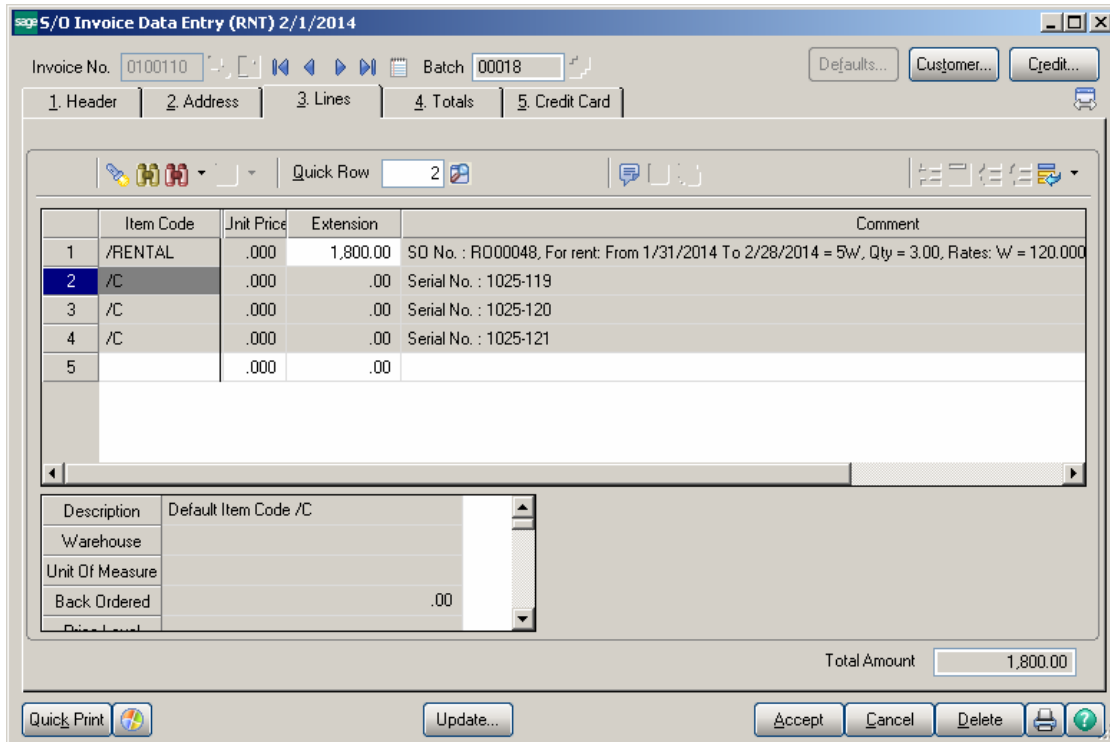 sage S/O Invoice Data Entry (RNT) 2/1/2014
Invoice No. 0100110 Batch 00018 Defaults... Customer... Credit...
1. Header 2. Address 3. Lines 4. Totals 5. Credit Card
Quick Row 2
Item Code Unit Price Extension Comment
1 /RENTAL .000 1,800.00 SO No. : RO00048, For rent: From 1/31/2014 To 2/28/2014 = 5W, Qty = 3.00, Rates: W = 120.000
2 /C .000 .00 Serial No. : 1025-119
3 /C .000 .00 Serial No. : 1025-120
4 /C .000 .00 Serial No. : 1025-121
5 .000 .00
Description Default Item Code /C
Warehouse
Unit Of Measure
Back Ordered .00
Price Level
Total Amount 1,800.00
Quick Print Update... Accept Cancel Delete